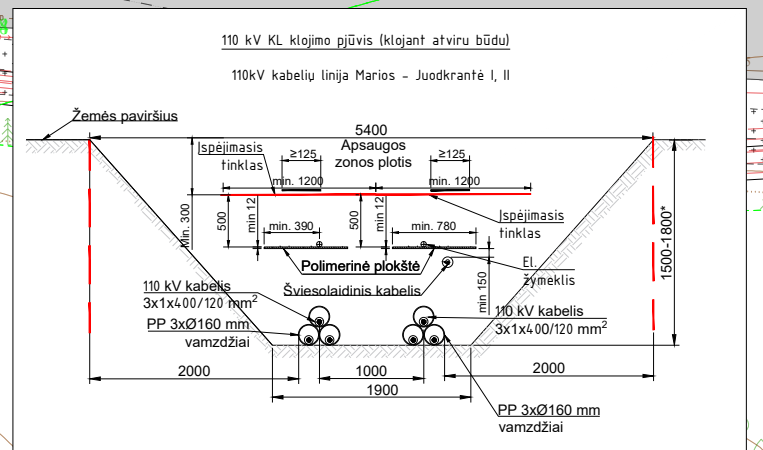 110 kV KL klojimo pjūvis (klojant atviru būdu)
110kV kabelių linija Marios - Juodkrantė I, II
Žemės paviršius
5400
Apsaugos
zonos plotis
Įspėjimasis
tinklas
≥125
≥125
min. 1200
min. 1200
Min. 300
500
min 12
500
min 12
min. 390
min. 780
Įspėjimasis
tinklas
1500-1800*
Polimerinė plokštė
El.
žymeklis
Šviesolaidinis kabelis
min 150
110 kV kabelis
3x1x400/120 mm²
PP 3xØ160 mm
vamzdžiai
110 kV kabelis
3x1x400/120 mm²
2000
1000
2000
1900
PP 3xØ160 mm
vamzdžiai